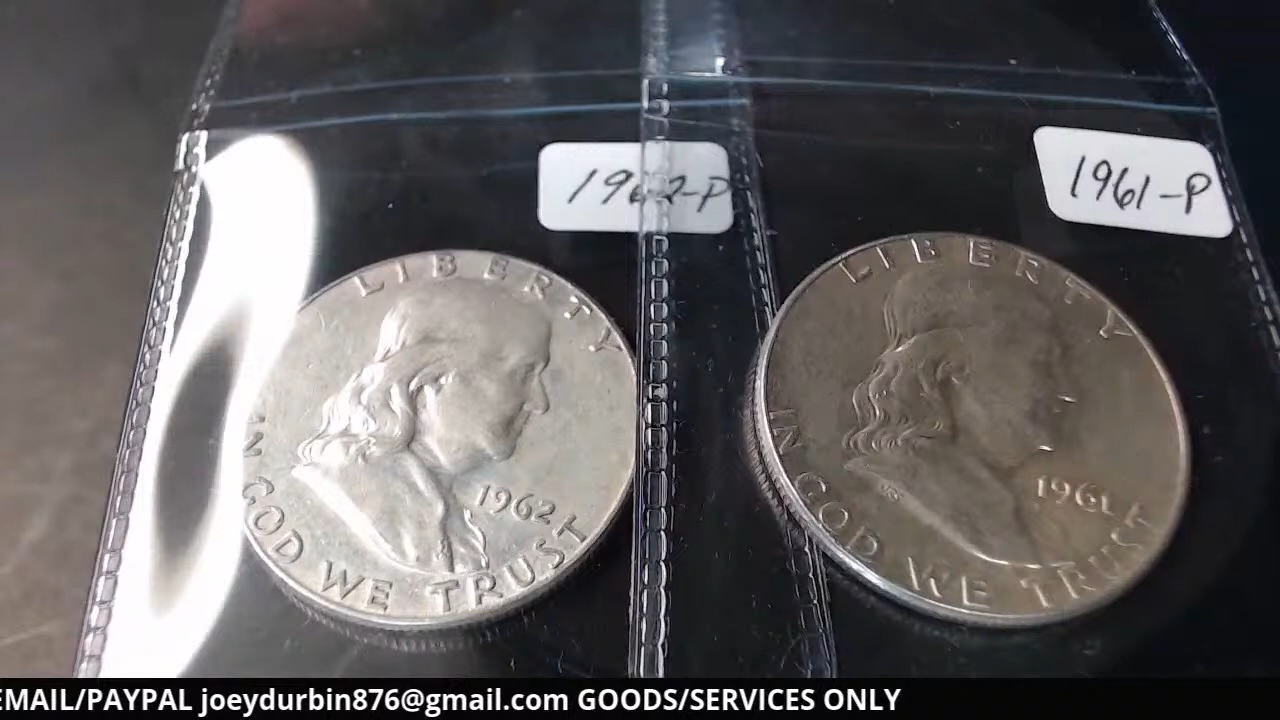 1962-P
1961-P
LIBERTY
IN GOD WE TRUST
1962
LIBERTY
IN GOD WE TRUST
1961
EMAIL/PAYPAL joeydurbin876@gmail.com GOODS/SERVICES ONLY